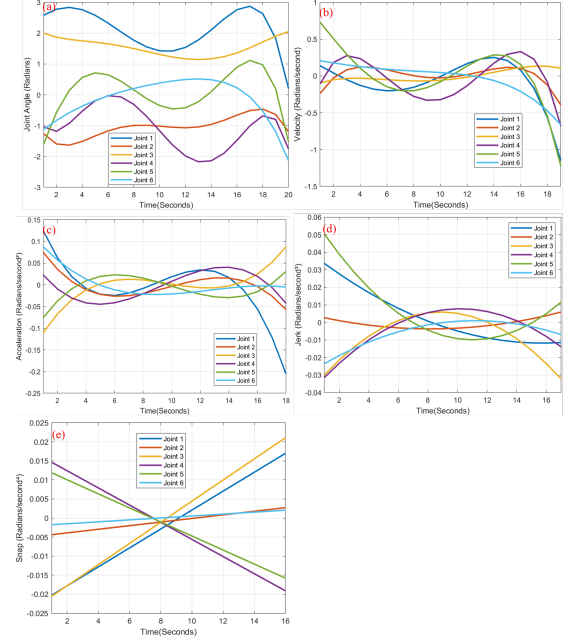 (a)
3
2
1
0
-1
-2
-3
Joint Angle (Radians)
Joint 1
Joint 2
Joint 3
Joint 4
Joint 5
Joint 6
2 4 6 8 10 12 14 16 18 20
Time(Seconds)
(b)
1
0.5
0
-0.5
-1
-1.5
Velocity (Radians/second)
Joint 1
Joint 2
Joint 3
Joint 4
Joint 5
Joint 6
2 4 6 8 10 12 14 16 18
Time(Seconds)
(c)
0.15
0.1
0.05
0
-0.05
-0.1
-0.15
-0.2
-0.25
Joint 1
Joint 2
Joint 3
Joint 4
Joint 5
Joint 6
2 4 6 8 10 12 14 16 18
Time(Seconds)
(d)
0.06
0.05
0.04
0.03
0.02
0.01
0
-0.01
-0.02
-0.03
-0.04
Joint 1
Joint 2
Joint 3
Joint 4
Joint 5
Joint 6
2 4 6 8 10 12 14 16
Time(Seconds)
(e)
0.025
0.02
0.015
0.01
0.005
0
-0.005
-0.01
-0.015
-0.02
-0.025
Joint 1
Joint 2
Joint 3
Joint 4
Joint 5
Joint 6
2 4 6 8 10 12 14 16
Time(Seconds)